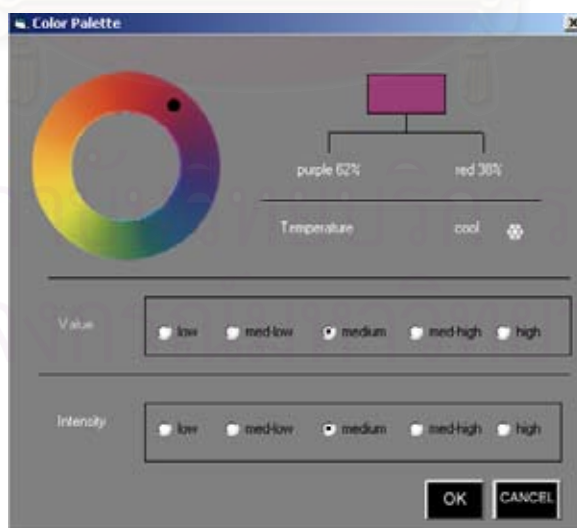 Color Palette
purple 62% red 38%
Temperature cool
Value low med-low medium med-high high
Intensity low med-low medium med-high high
OK CANCEL